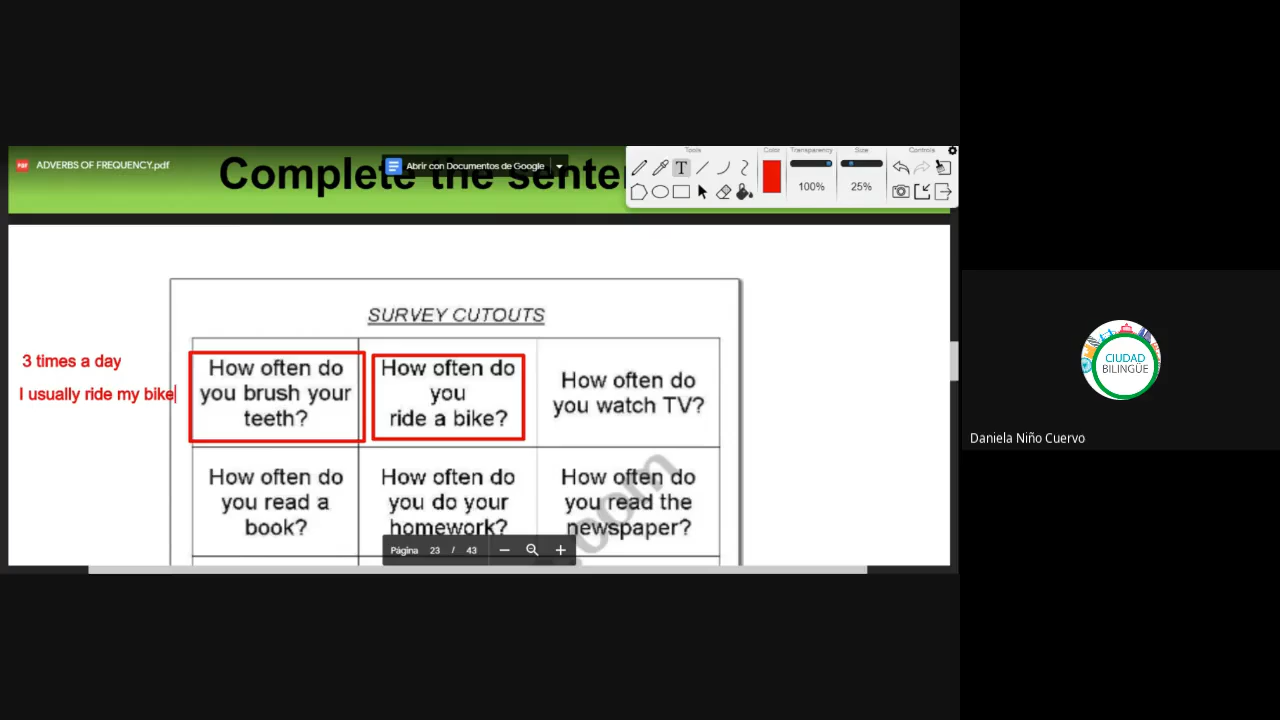 ADVERBS OF FREQUENCY.pdf
Complete the senten
Abrir con Documentos de Google
Tools
Color
Transparency
Size
Controls
100%
25%
SURVEY CUTOUTS
3 times a day
I usually ride my bike
How often do
you brush your
teeth?
How often do
you
ride a bike?
How often do
you watch TV?
How often do
you read a
book?
How often do
you do your
homework?
How often do
you read the
newspaper?
Página 23 / 43
CIUDAD
BILINGÜE
Daniela Niño Cuervo